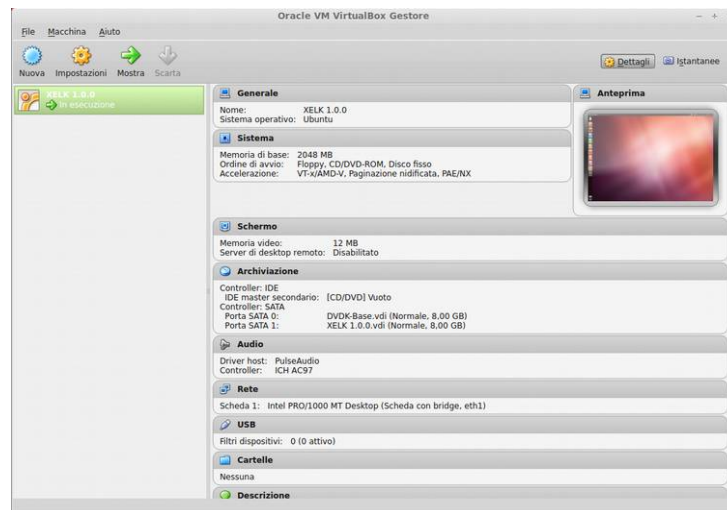 Oracle VM VirtualBox Gestore
File Macchina Aiuto
Nuova Impostazioni Mostra Scarta
Dettagli Istantanee
XELK 1.0.0
In esecuzione
Generale
Nome: XELK 1.0.0
Sistema operativo: Ubuntu
Anteprima
Sistema
Memoria di base: 2048 MB
Ordine di avvio: Floppy, CD/DVD-ROM, Disco fisso
Accelerazione: VT-x/AMD-V, Paginazione nidificata, PAE/NX
Schermo
Memoria video: 12 MB
Server di desktop remoto: Disabilitato
Archiviazione
Controller: IDE
IDE master secondario: [CD/DVD] Vuoto
Controller: SATA
Porta SATA 0: DVDK-Base.vdi (Normale, 8,00 GB)
Porta SATA 1: XELK 1.0.0.vdi (Normale, 8,00 GB)
Audio
Driver host: PulseAudio
Controller: ICH AC97
Rete
Scheda 1: Intel PRO/1000 MT Desktop (Scheda con bridge, eth1)
USB
Filtri dispositivi: 0 (0 attivo)
Cartelle
Nessuna
Descrizione